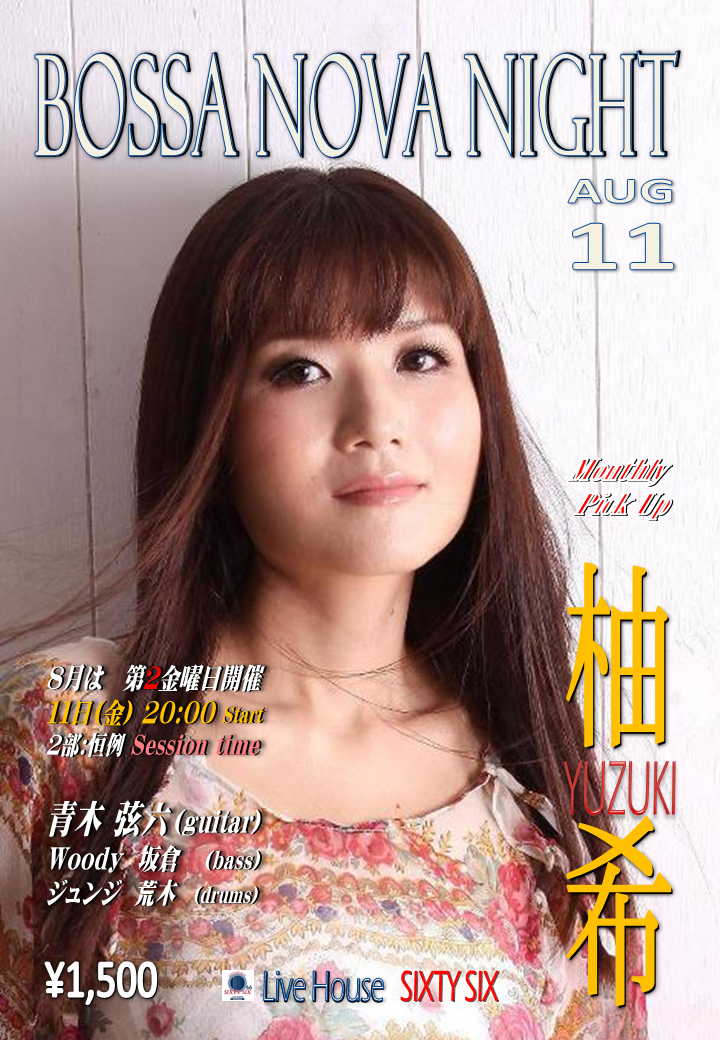 BOSSA NOVA NIGHT
AUG
11
Monthly
Pick Up
柚
YUZUKI
希
8月は 第2金曜日開催
11日(金) 20:00 Start
2部:恒例 Session time
青木 弦六 (guitar)
Woody 坂倉 (bass)
ジュンジ 荒木 (drums)
¥1,500
SIXTY SIX
Live House SIXTY SIX